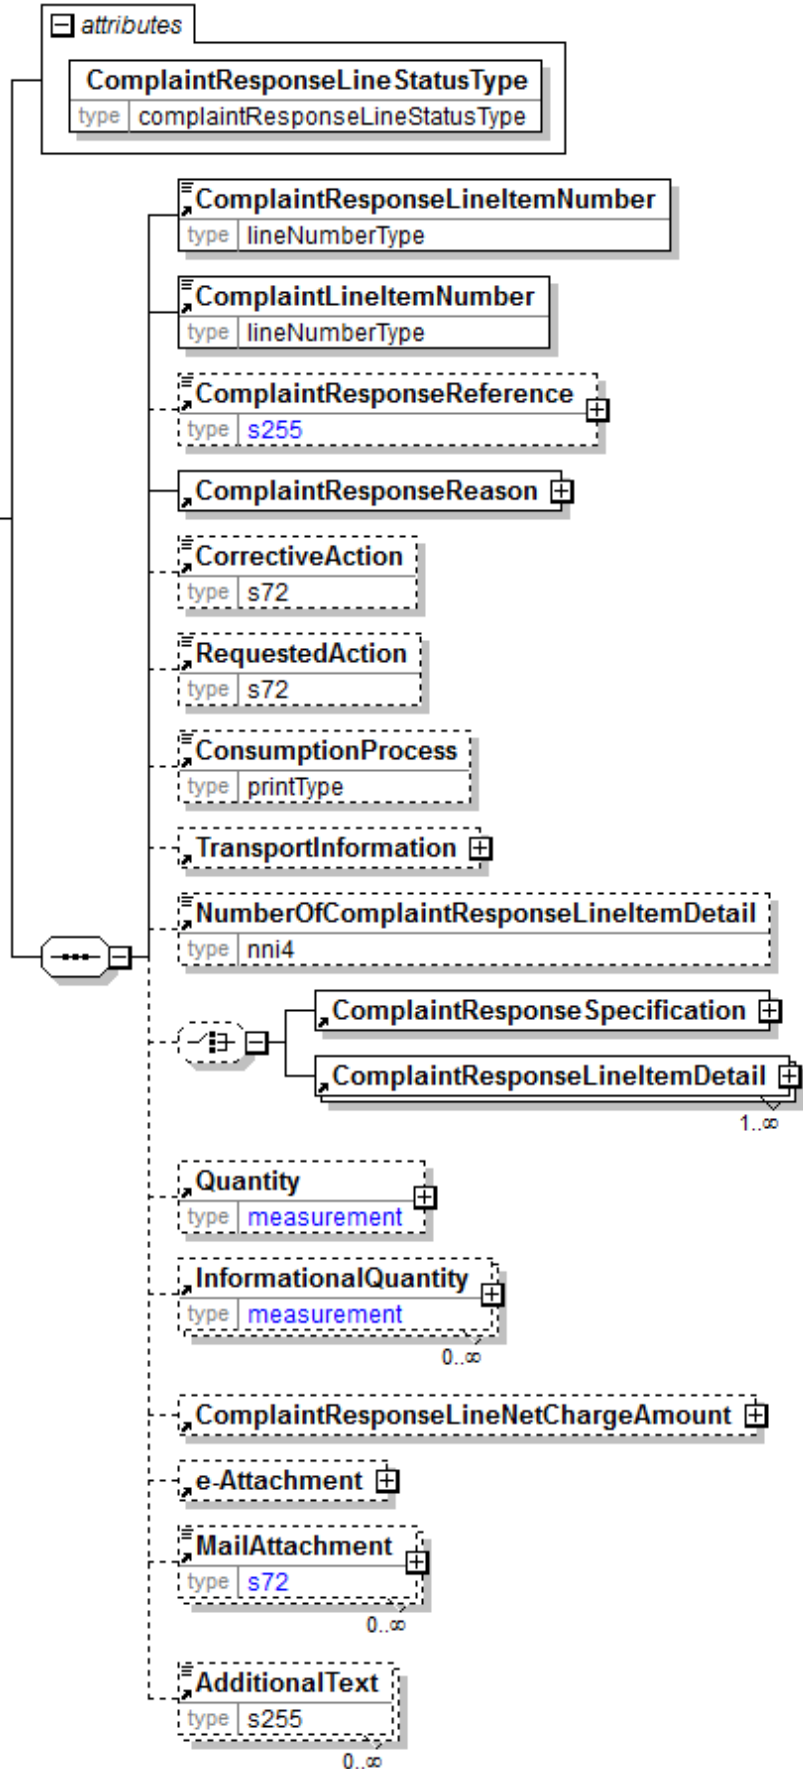 attributes
ComplaintResponseLineStatusType
type complaintResponseLineStatusType
ComplaintResponseLineItemNumber
type lineNumberType
ComplaintLineItemNumber
type lineNumberType
ComplaintResponseReference
type s255
ComplaintResponseReason
CorrectiveAction
type s72
RequestedAction
type s72
ConsumptionProcess
type printType
TransportInformation
NumberOfComplaintResponseLineItemDetail
type nni4
ComplaintResponseSpecification
ComplaintResponseLineItemDetail
1..∞
Quantity
type measurement
InformationalQuantity
type measurement
0..∞
ComplaintResponseLineNetChargeAmount
e-Attachment
MailAttachment
type s72
0..∞
AdditionalText
type s255
0..∞